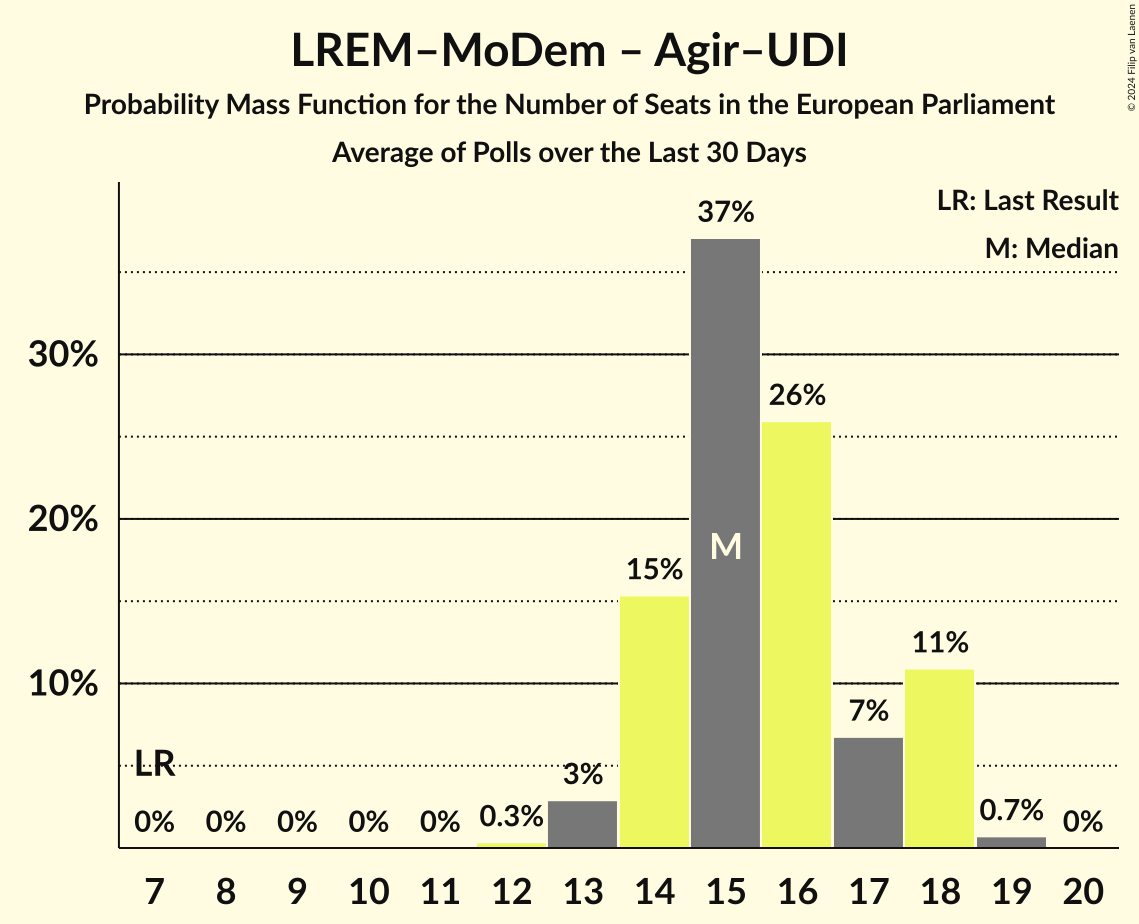 LREM–MoDem – Agir–UDI
Probability Mass Function for the Number of Seats in the European Parliament
Average of Polls over the Last 30 Days
© 2024 Filip van Laenen
LR: Last Result
M: Median
37%
30%
26%
20%
M
15%
11%
10%
7%
LR
3%
0% 0% 0% 0% 0% 0.3% 0.7% 0%
7 8 9 10 11 12 13 14 15 16 17 18 19 20